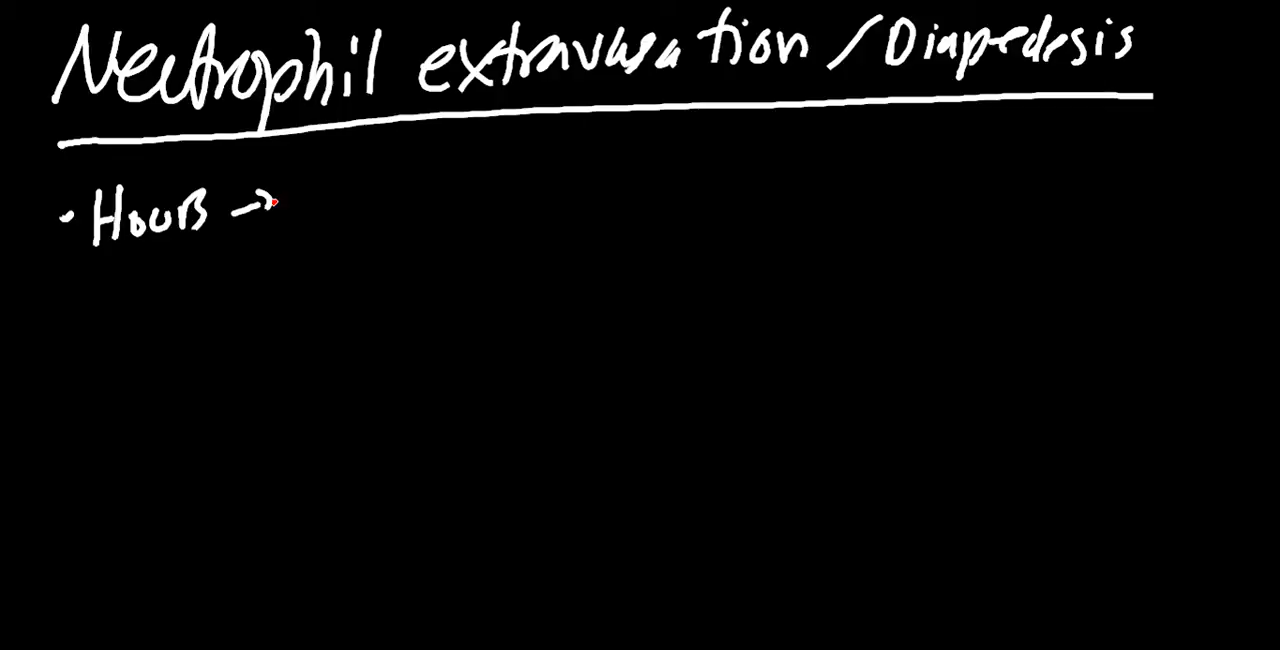 Neutrophil extravasation / Diapedesis
· Hours →